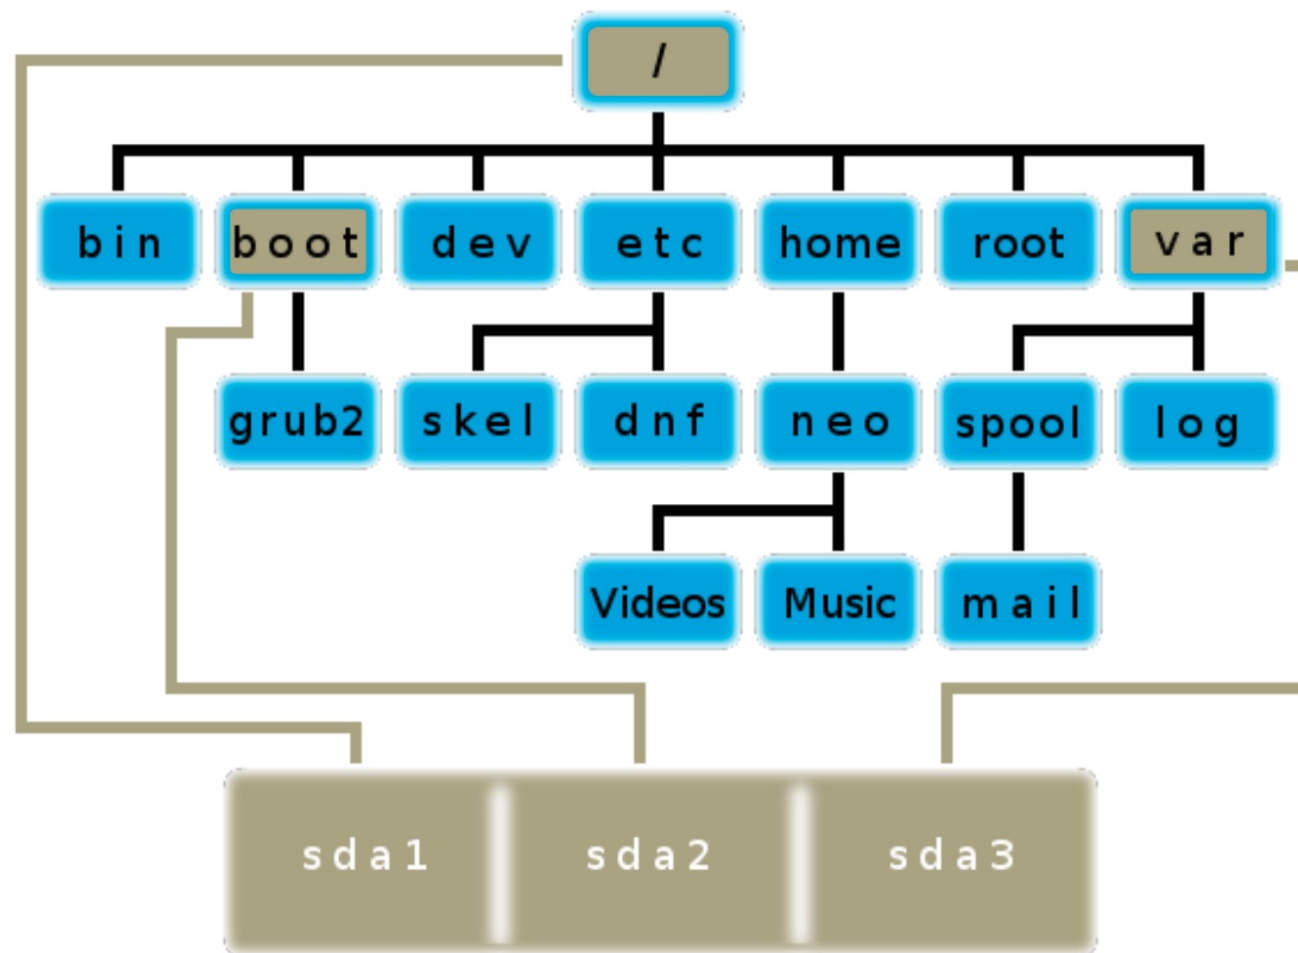 /
bin boot dev etc home root var
grub2 skel dnf neo spool log
Videos Music mail
sda1 sda2 sda3